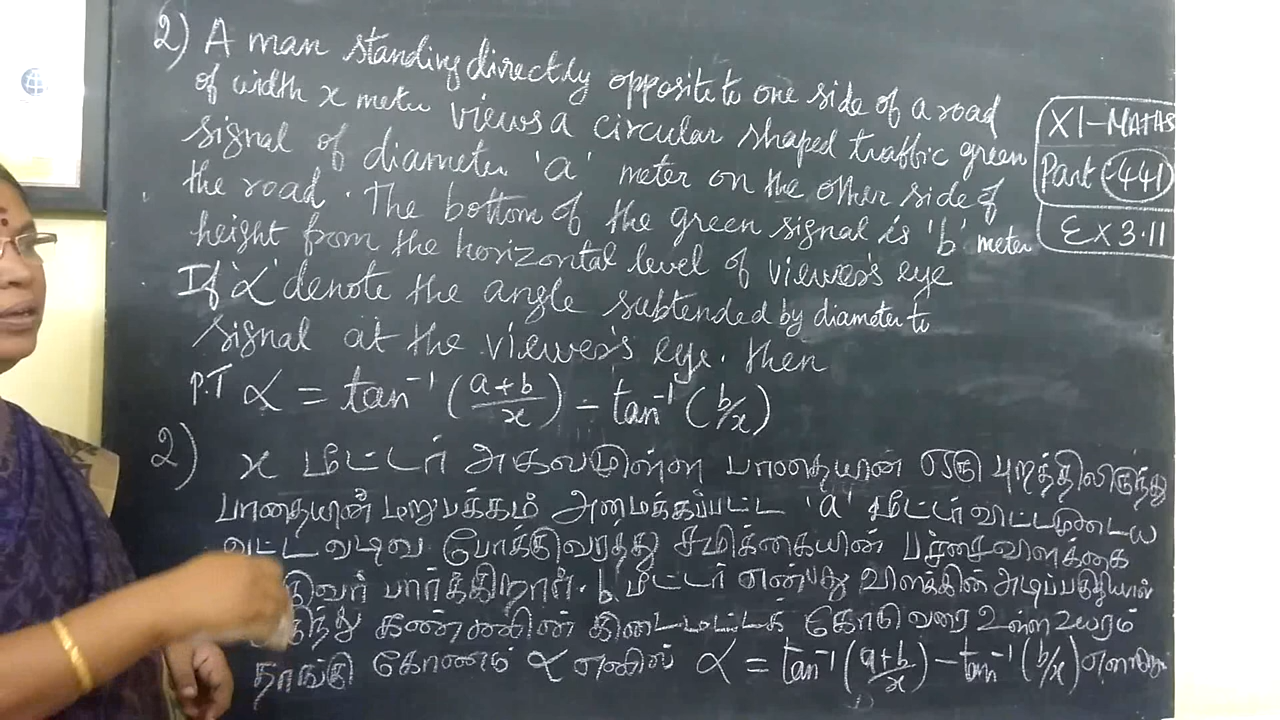 2) A man standing directly opposite to one side of a road
of width x meter views a circular shaped traffic green
signal of diameter 'a' meter on the other side of
the road. The bottom of the green signal is 'b' meter
height from the horizontal level of viewer's eye
If 'α' denote the angle subtended by diameter to
signal at the viewer's eye. then
P.T α = tan⁻¹ (a+b/x) - tan⁻¹ (b/x)
XI-MATHS
Part -441
Ex 3.11
2) x மீட்டர் அகலமுள்ள பாதையின் ஒரு புறத்திலிருந்து
பாதையின் மறுபக்கம் அமைக்கப்பட்ட 'a' மீட்டர் விட்டமுடைய
வட்ட வடிவ போக்குவரத்து சமிக்கையின் பச்சைவிளக்கை
பார்க்கிறார். b மீட்டர் என்பது விளக்கின் அடிப்பகுதியில்
கண்களின் கிடைமட்டக் கோடு வரை உள்ள உயரம்
தாங்கு கோணம் α எனில் α = tan⁻¹ (a+b/x) - tan⁻¹ (b/x)